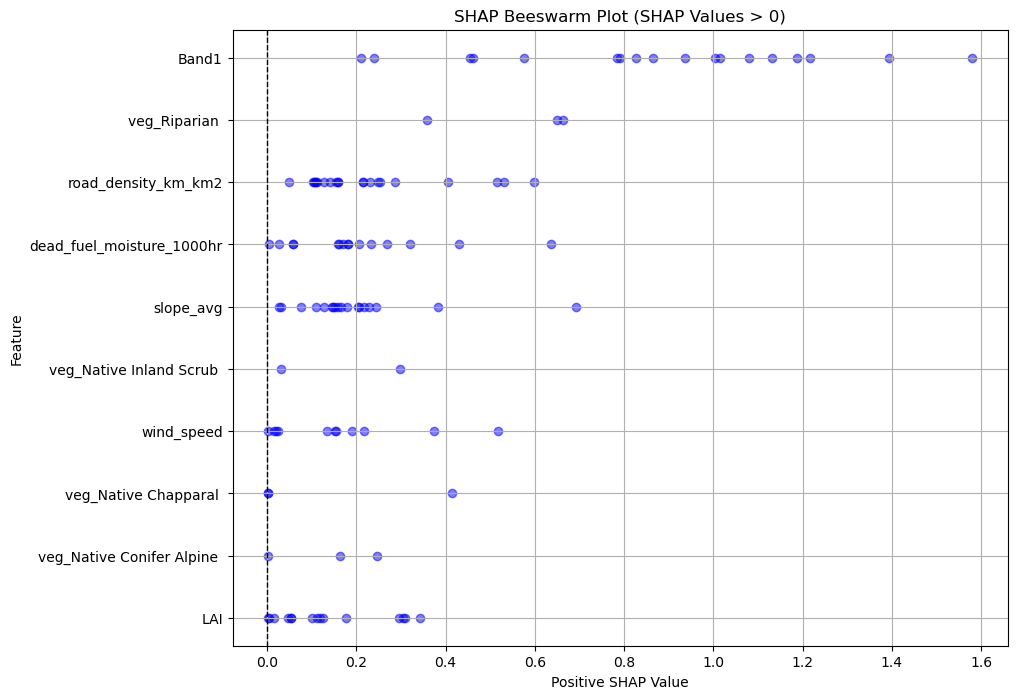 SHAP Beeswarm Plot (SHAP Values > 0)
Feature
Band1
veg_Riparian
road_density_km_km2
dead_fuel_moisture_1000hr
slope_avg
veg_Native Inland Scrub
wind_speed
veg_Native Chapparal
veg_Native Conifer Alpine
LAI
0.0 0.2 0.4 0.6 0.8 1.0 1.2 1.4 1.6
Positive SHAP Value